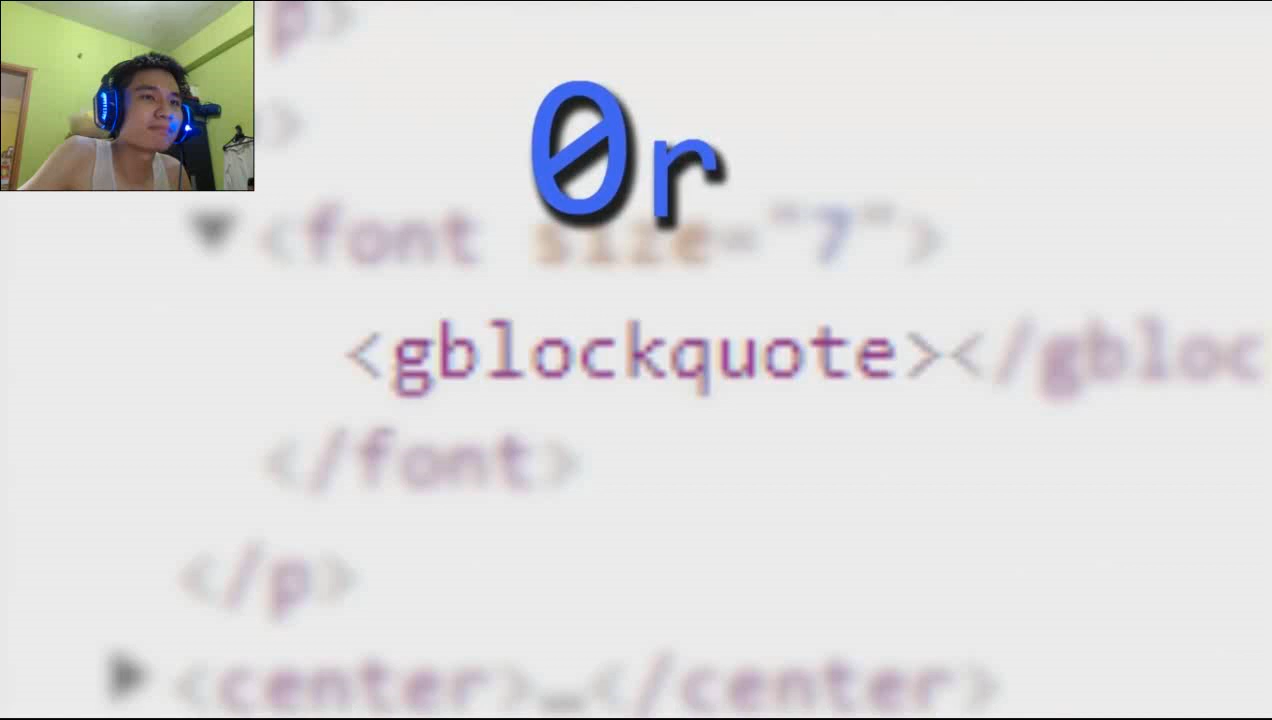 p>
>
0r
▼<font size="7">
<gblockquote></gbloc
</font>
</p>
▶<center>…</center>